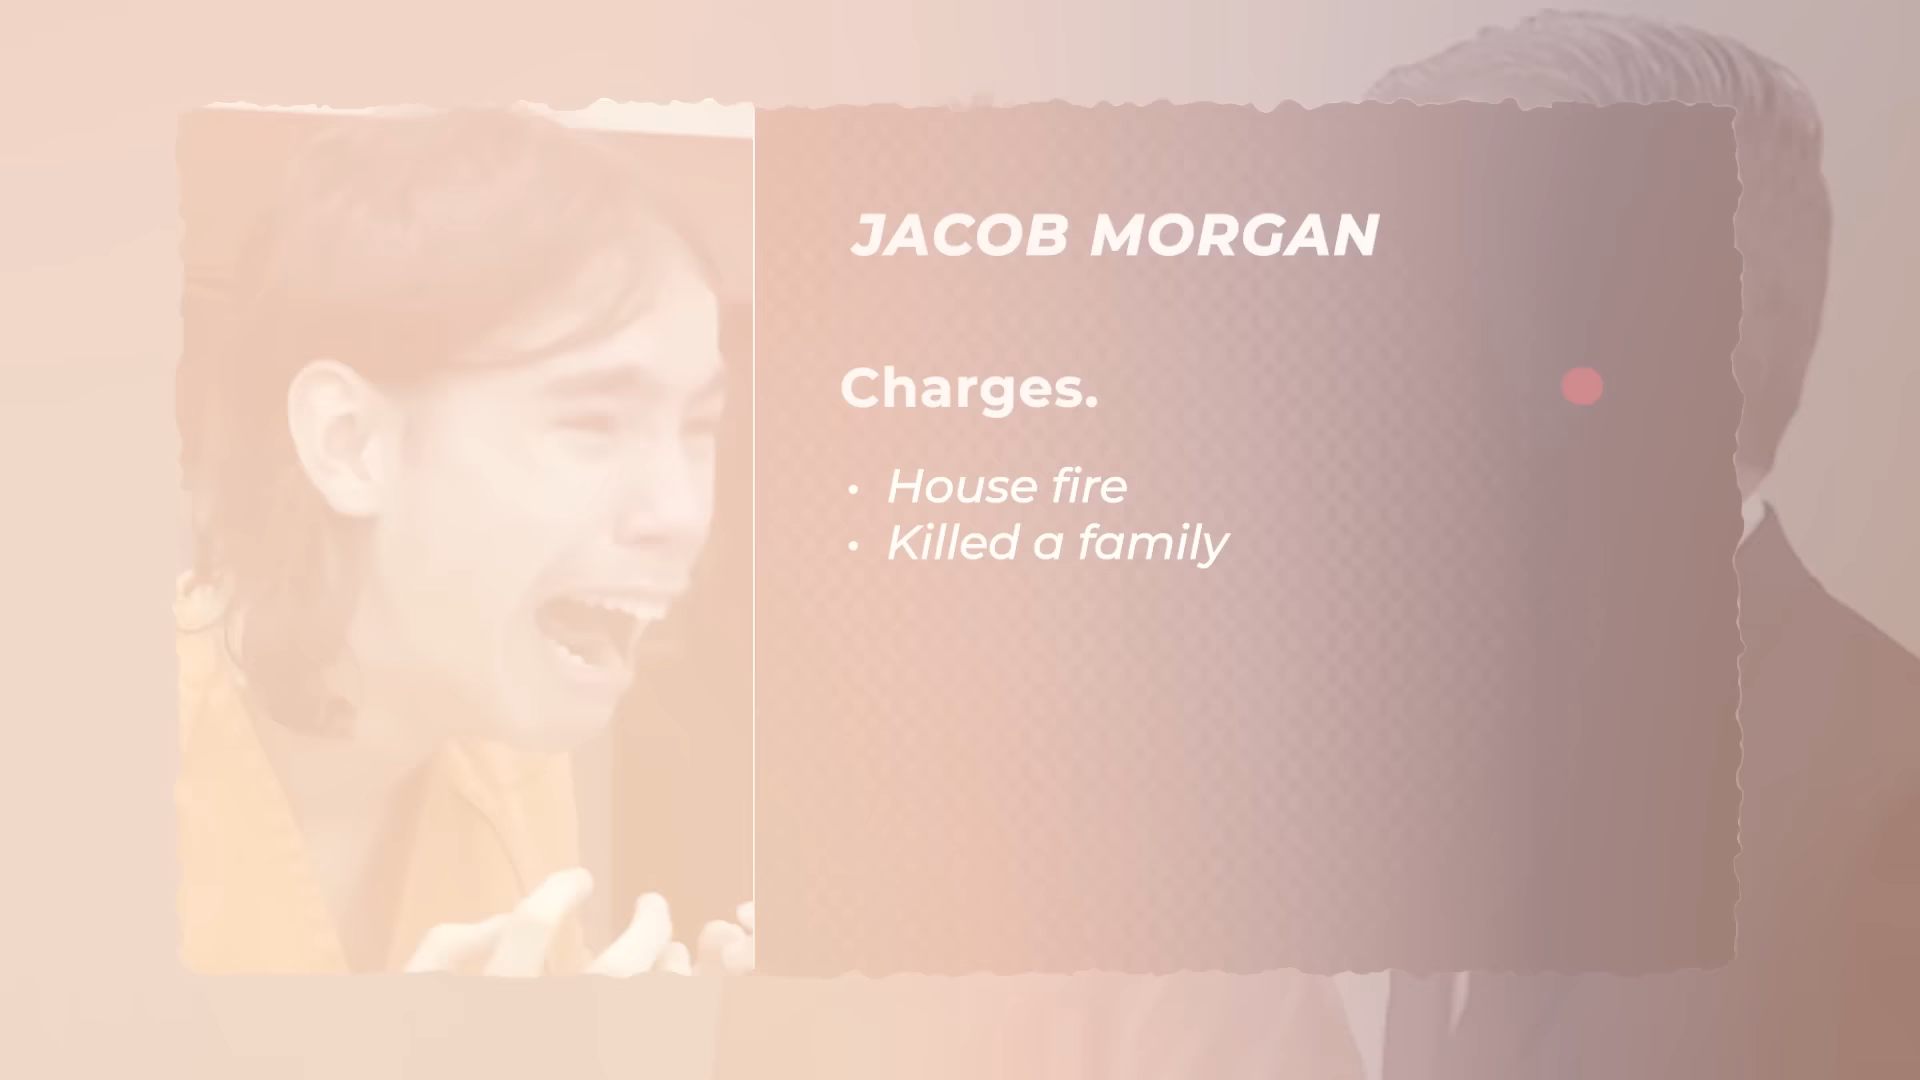 JACOB MORGAN
Charges.
• House fire
• Killed a family